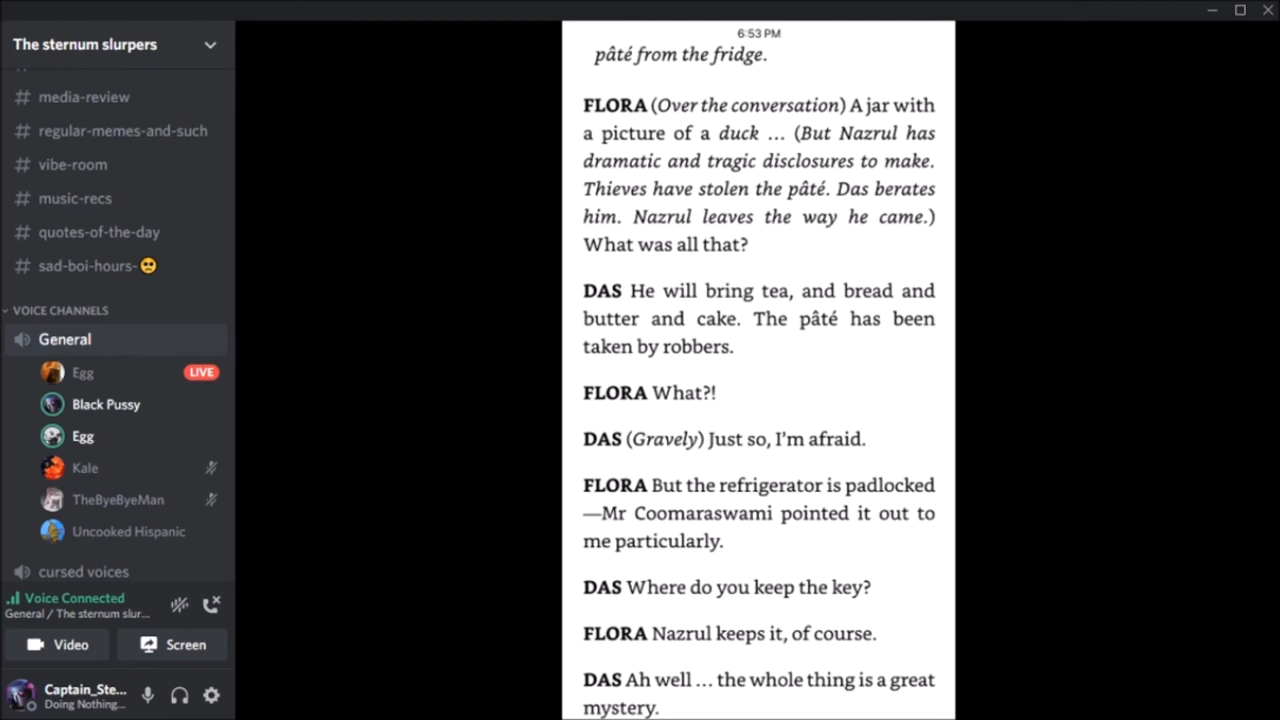 The sternum slurpers
# media-review
# regular-memes-and-such
# vibe-room
# music-recs
# quotes-of-the-day
# sad-boi-hours-🥺
VOICE CHANNELS
General
Egg LIVE
Black Pussy
Egg
Kale
TheByeByeMan
Uncooked Hispanic
cursed voices
Voice Connected
General / The sternum slur...
Video Screen
Captain_Ste...
Doing Nothing...
6:53 PM
pâté from the fridge.
FLORA (Over the conversation) A jar with
a picture of a duck ... (But Nazrul has
dramatic and tragic disclosures to make.
Thieves have stolen the pâté. Das berates
him. Nazrul leaves the way he came.)
What was all that?
DAS He will bring tea, and bread and
butter and cake. The pâté has been
taken by robbers.
FLORA What?!
DAS (Gravely) Just so, I'm afraid.
FLORA But the refrigerator is padlocked
—Mr Coomaraswami pointed it out to
me particularly.
DAS Where do you keep the key?
FLORA Nazrul keeps it, of course.
DAS Ah well ... the whole thing is a great
mystery.